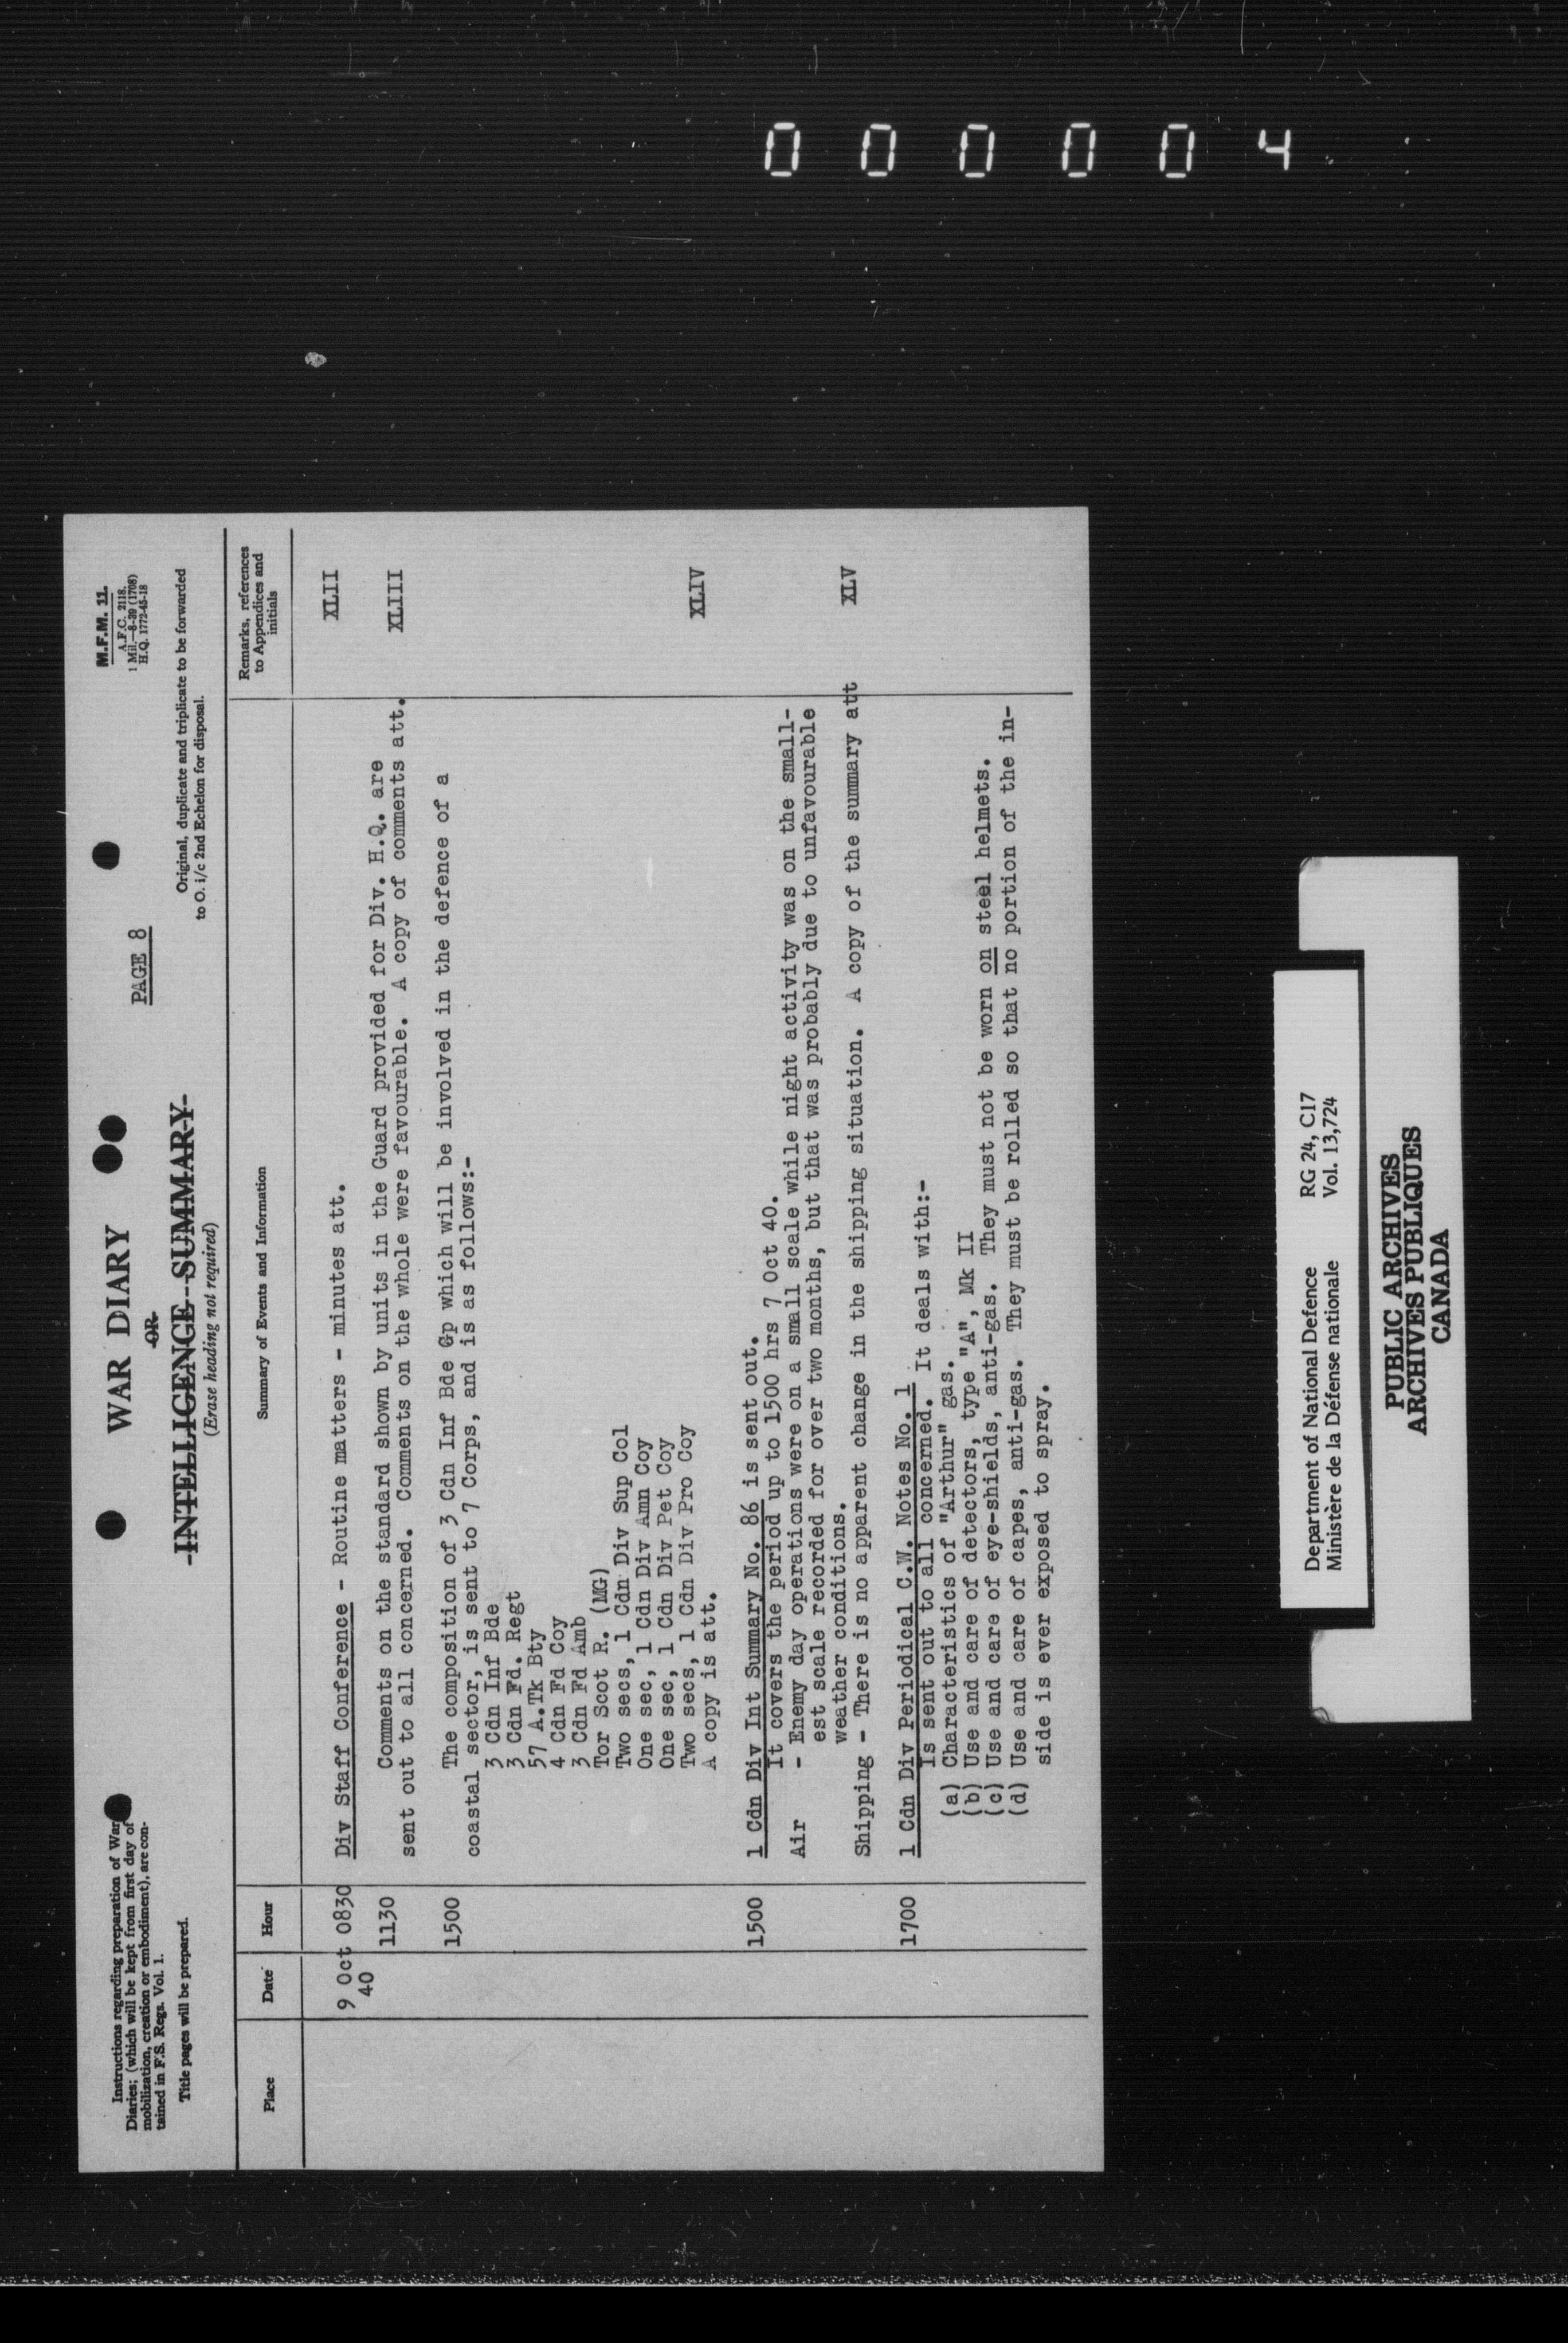 000004
Instructions regarding preparation of War
Diaries; (which will be kept from first day of
mobilization, creation or embodiment), are con-
tained in F.S. Regs. Vol. 1.
Title pages will be prepared.
WAR DIARY
OR
INTELLIGENCE SUMMARY
(Erase heading not required)
PAGE 8
M.F.M. 11.
A.F.C. 2118.
1 Mil.—8-39 (1708)
H.Q. 1772-45-18
Original, duplicate and triplicate to be forwarded
to O. i/c 2nd Echelon for disposal.
Place Date Hour Summary of Events and Information Remarks, references
to Appendices and
initials
9 Oct 0830 Div Staff Conference - Routine matters - minutes att. XLII
40
1130 Comments on the standard shown by units in the Guard provided for Div. H.Q. are
sent out to all concerned. Comments on the whole were favourable. A copy of comments att. XLIII
1500 The composition of 3 Cdn Inf Bde Gp which will be involved in the defence of a
coastal sector, is sent to 7 Corps, and is as follows:-
3 Cdn Inf Bde
3 Cdn Fd. Regt
57 A.Tk Bty
4 Cdn Fd Coy
3 Cdn Fd Amb
Tor Scot R. (MG)
Two secs, 1 Cdn Div Sup Col
One sec, 1 Cdn Div Amn Coy
One sec, 1 Cdn Div Pet Coy
Two secs, 1 Cdn Div Pro Coy XLIV
A copy is att.
1500 1 Cdn Div Int Summary No. 86 is sent out.
It covers the period up to 1500 hrs 7 Oct 40.
Air - Enemy day operations were on a small scale while night activity was on the small-
est scale recorded for over two months, but that was probably due to unfavourable
weather conditions.
Shipping - There is no apparent change in the shipping situation. A copy of the summary att XLV
1700 1 Cdn Div Periodical C.W. Notes No. 1
Is sent out to all concerned. It deals with:-
(a) Characteristics of "Arthur" gas.
(b) Use and care of detectors, type "A", Mk II
(c) Use and care of eye-shields, anti-gas. They must not be worn on steel helmets.
(d) Use and care of capes, anti-gas. They must be rolled so that no portion of the in-
side is ever exposed to spray.
Department of National Defence RG 24, C17
Ministère de la Défense nationale Vol. 13,724
PUBLIC ARCHIVES
ARCHIVES PUBLIQUES
CANADA